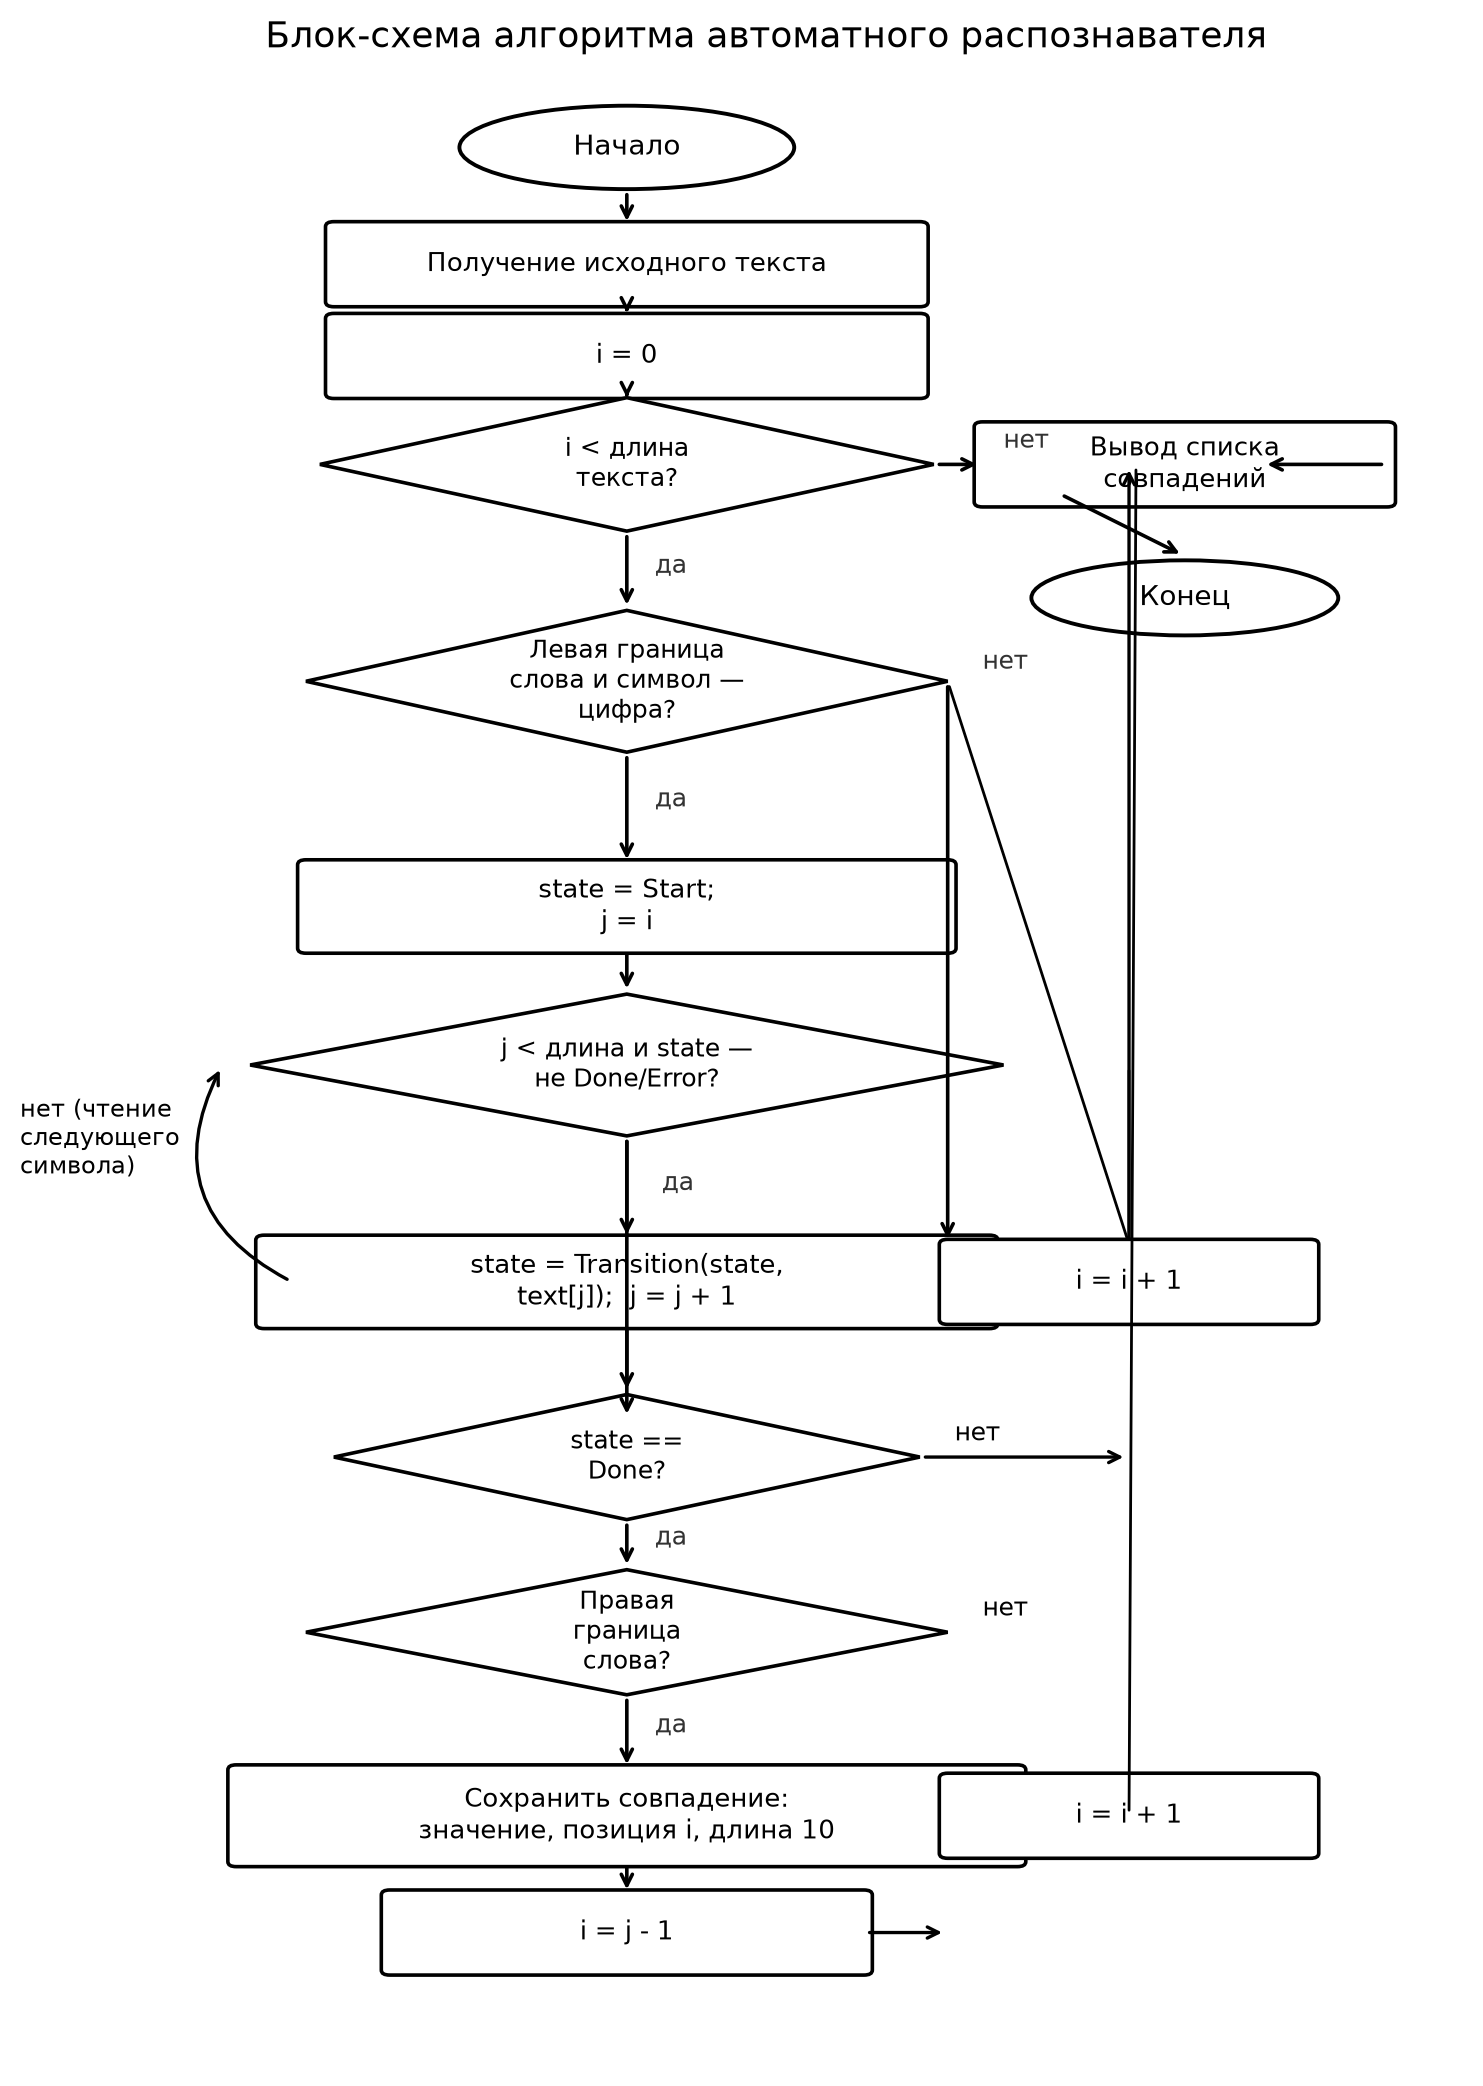 Блок-схема алгоритма автоматного распознавателя
Начало
Получение исходного текста
i = 0
i < длина
текста?
нет
Вывод списка
совпадений
да
Конец
Левая граница
слова и символ —
цифра?
нет
да
state = Start;
j = i
j < длина и state —
не Done/Error?
нет (чтение
следующего
символа)
да
state = Transition(state,
text[j]);  j = j + 1
i = i + 1
state ==
Done?
нет
да
Правая
граница
слова?
нет
да
Сохранить совпадение:
значение, позиция i, длина 10
i = i + 1
i = j - 1